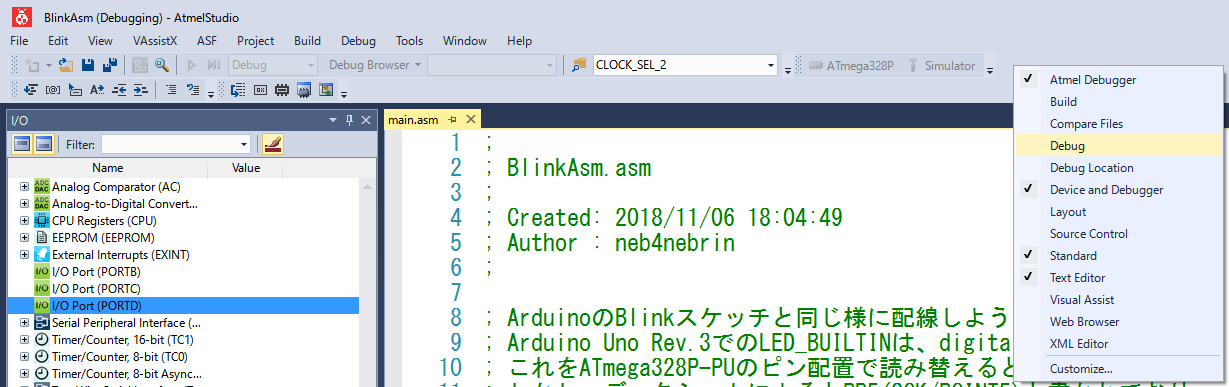 BlinkAsm (Debugging) - AtmelStudio
File Edit View VAssistX ASF Project Build Debug Tools Window Help
Debug Debug Browser CLOCK_SEL_2 ATmega328P Simulator
I/O
Filter:
Name Value
Analog Comparator (AC)
Analog-to-Digital Convert...
CPU Registers (CPU)
EEPROM (EEPROM)
External Interrupts (EXINT)
I/O Port (PORTB)
I/O Port (PORTC)
I/O Port (PORTD)
Serial Peripheral Interface (...
Timer/Counter, 16-bit (TC1)
Timer/Counter, 8-bit (TC0)
Timer/Counter, 8-bit Async...
main.asm
1 ;
2 ; BlinkAsm.asm
3 ;
4 ; Created: 2018/11/06 18:04:49
5 ; Author : neb4nebrin
6 ;
7
8 ; ArduinoのBlinkスケッチと同じ様に配線しよう
9 ; Arduino Uno Rev.3でのLED_BUILTINは、digita
10 ; これをATmega328P-PUのピン配置で読み替えると
Atmel Debugger
Build
Compare Files
Debug
Debug Location
Device and Debugger
Layout
Source Control
Standard
Text Editor
Visual Assist
Web Browser
XML Editor
Customize...